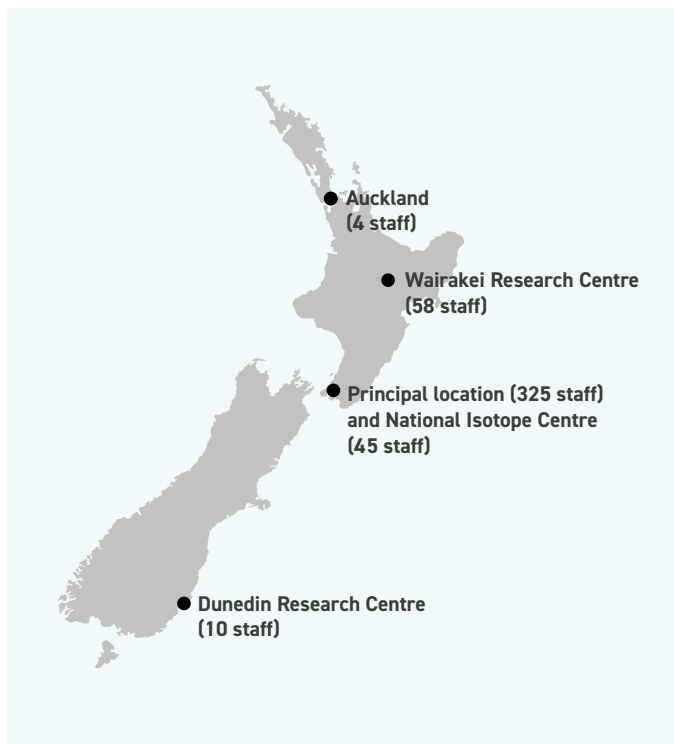 Auckland
(4 staff)
Wairakei Research Centre
(58 staff)
Principal location (325 staff)
and National Isotope Centre
(45 staff)
Dunedin Research Centre
(10 staff)